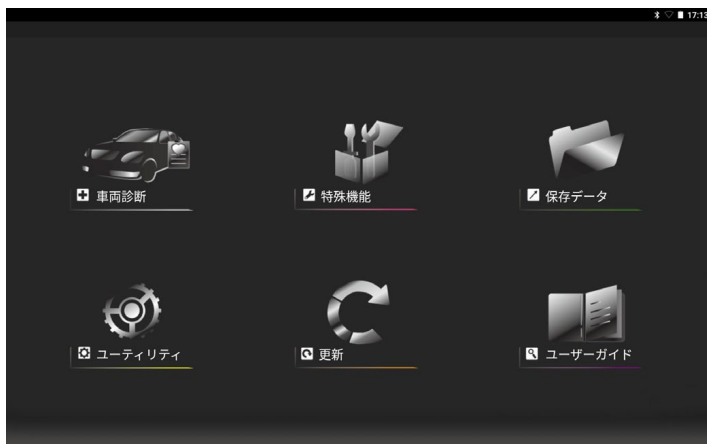 17:13
車両診断
特殊機能
保存データ
ユーティリティ
更新
ユーザーガイド